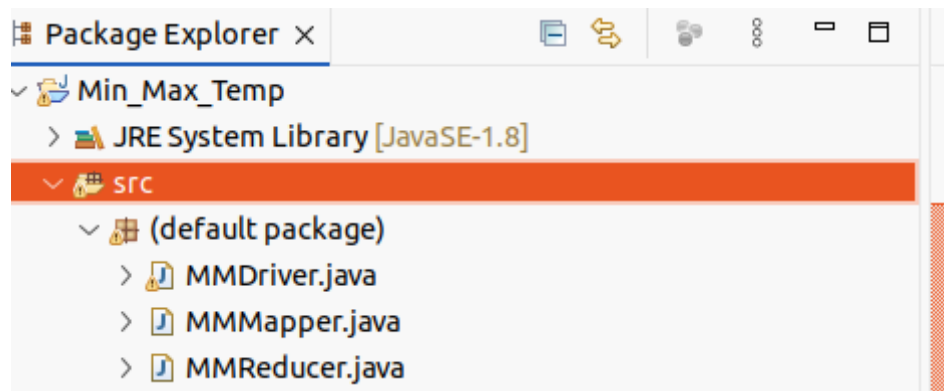 Package Explorer ×
Min_Max_Temp
JRE System Library [JavaSE-1.8]
src
(default package)
MMDriver.java
MMMapper.java
MMReducer.java